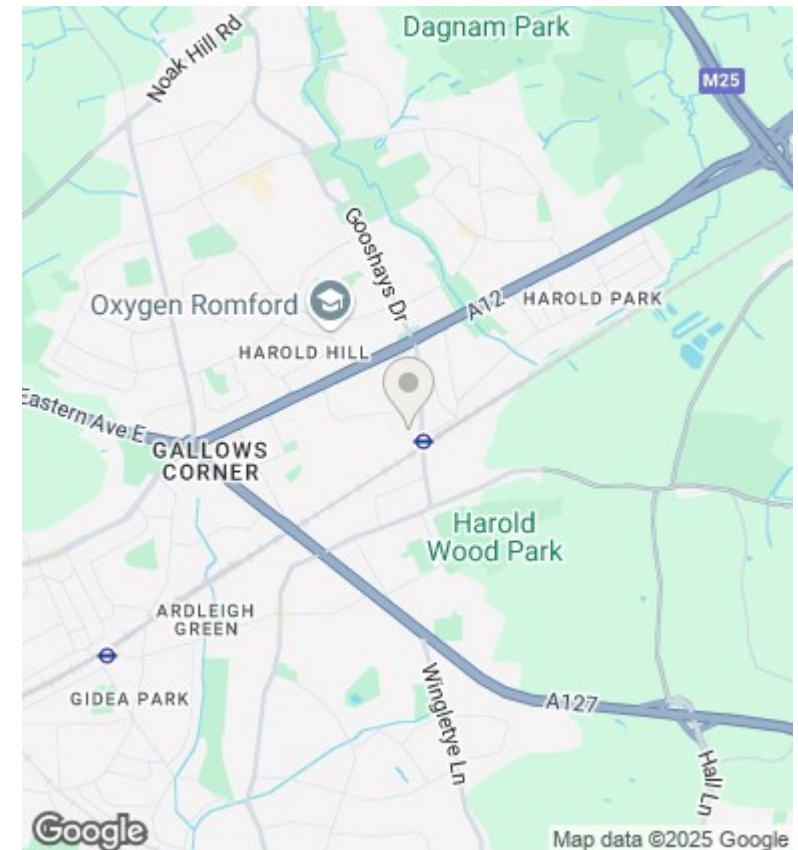 Dagnam Park
Noak Hill Rd
M25
Gooshays Dr
Oxygen Romford
A12
HAROLD PARK
HAROLD HILL
Eastern Ave E
GALLOWS
CORNER
Harold
Wood Park
ARDLEIGH
GREEN
GIDEA PARK
Wingletye Ln
A127
Hall Ln
Google
Map data ©2025 Google